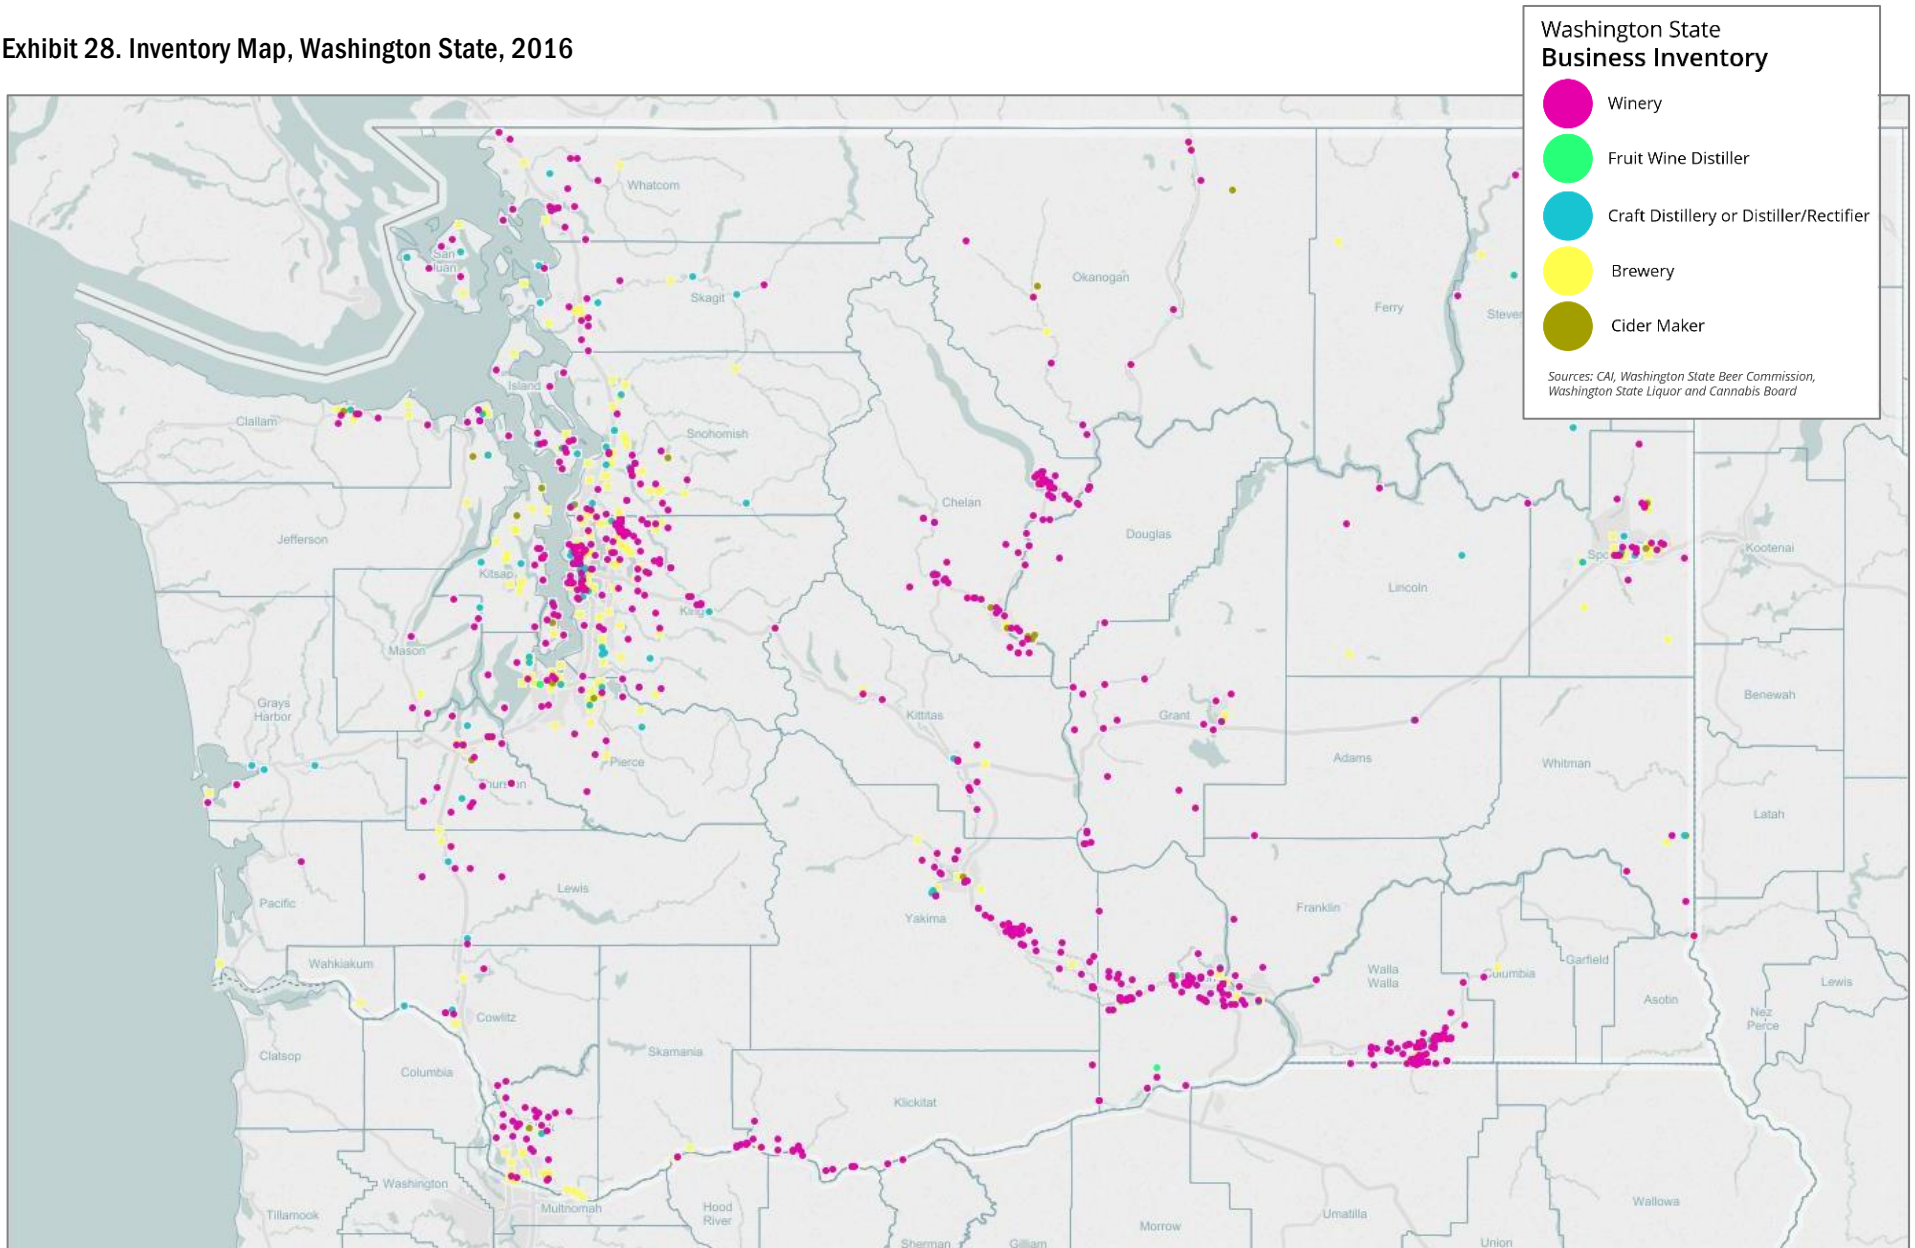 Exhibit 28. Inventory Map, Washington State, 2016
Washington State
Business Inventory
Winery
Fruit Wine Distiller
Craft Distillery or Distiller/Rectifier
Brewery
Cider Maker
Sources: CAI, Washington State Beer Commission,
Washington State Liquor and Cannabis Board
Whatcom
San
Juan
Skagit
Okanogan
Ferry
Steven
Island
Clallam
Snohomish
Chelan
Douglas
Jefferson
Kitsap
Spo
Kootenai
Lincoln
King
Mason
Grays
Harbor
Kittitas
Grant
Benewah
Pierce
Adams
Whitman
Latah
Lewis
Pacific
Yakima
Franklin
Wahkiakum
Walla
Walla
Garfield
Lewis
Asotin
Cowlitz
Nez
Perce
Clatsop
Skamania
Columbia
Klickitat
Washington
Multnomah
Hood
River
Tillamook
Morrow
Umatilla
Wallowa
Sherman
Gilliam
Union